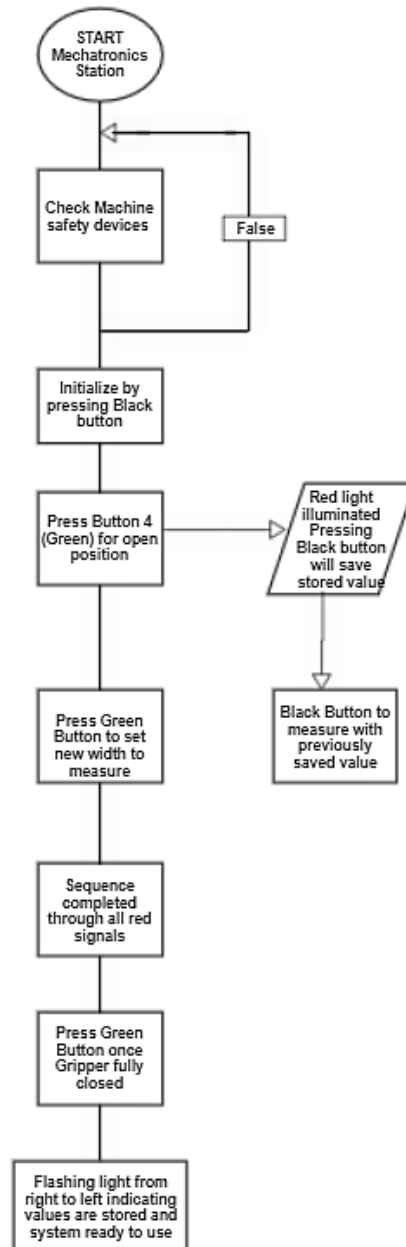 START
Mechatronics
Station
Check Machine
safety devices
False
Initialize by
pressing Black
button
Press Button 4
(Green) for open
position
Red light
illuminated
Pressing
Black button
will save
stored value
Press Green
Button to set
new width to
measure
Black Button to
measure with
previously
saved value
Sequence
completed
through all red
signals
Press Green
Button once
Gripper fully
closed
Flashing light from
right to left indicating
values are stored and
system ready to use